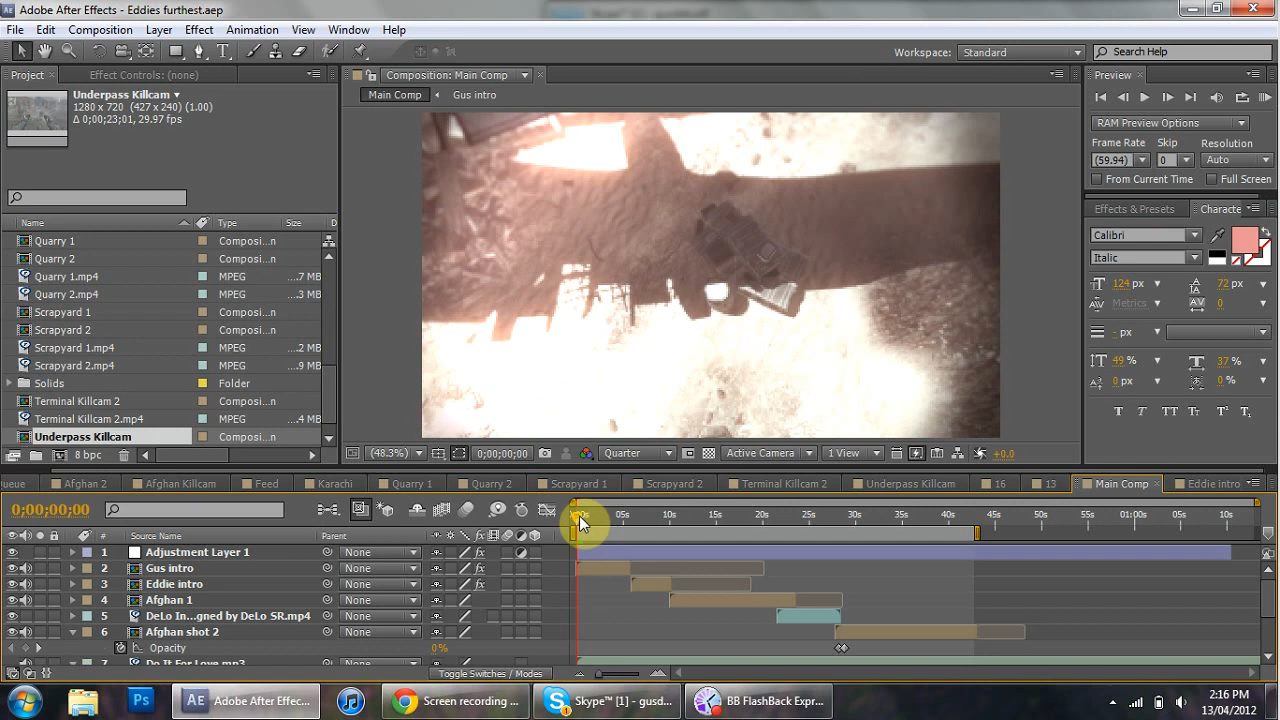 Adobe After Effects - Eddies furthest.aep
File Edit Composition Layer Effect Animation View Window Help
Workspace: Standard Search Help
Project Effect Controls: (none)
Composition: Main Comp
Preview
Underpass Killcam
1280 x 720 (427 x 240) (1.00)
Δ 0;00;23;01, 29.97 fps
Main Comp Gus intro
RAM Preview Options
Frame Rate Skip Resolution
(59.94) 0 Auto
From Current Time Full Screen
Effects & Presets Characte
Calibri
Italic
124 px 72 px
Metrics 0
- px
49 % 37 %
0 px 0 %
T T TT Tr T¹ T₁
Name Type Size D
Quarry 1 Composi...n
Quarry 2 Composi...n
Quarry 1.mp4 MPEG ....7 MB
Quarry 2.mp4 MPEG ....3 MB
Scrapyard 1 Composi...n
Scrapyard 2 Composi...n
Scrapyard 1.mp4 MPEG ...2 MB
Scrapyard 2.mp4 MPEG ...9 MB
Solids Folder
Terminal Killcam 2 Composi...n
Terminal Killcam 2.mp4 MPEG ...4 MB
Underpass Killcam Composi...n
8 bpc
(48.3%) 0;00;00;00 Quarter Active Camera 1 View +0.0
ueue Afghan 2 Afghan Killcam Feed Karachi Quarry 1 Quarry 2 Scrapyard 1 Scrapyard 2 Terminal Killcam 2 Underpass Killcam 16 13 Main Comp Eddie intro
0;00;00;00
05s 10s 15s 20s 25s 30s 35s 40s 45s 01:00s 05s 10s
# Source Name Parent
1 Adjustment Layer 1 None
2 Gus intro None
3 Eddie intro None
4 Afghan 1 None
5 DeLo In...gned by DeLo SR.mp4 None
6 Afghan shot 2 None
Opacity 0%
7 Do It For Love.mp3 None
Toggle Switches / Modes
Adobe After Effec... Screen recording ... Skype™ [1] - gusd... BB FlashBack Expr...
2:16 PM
13/04/2012